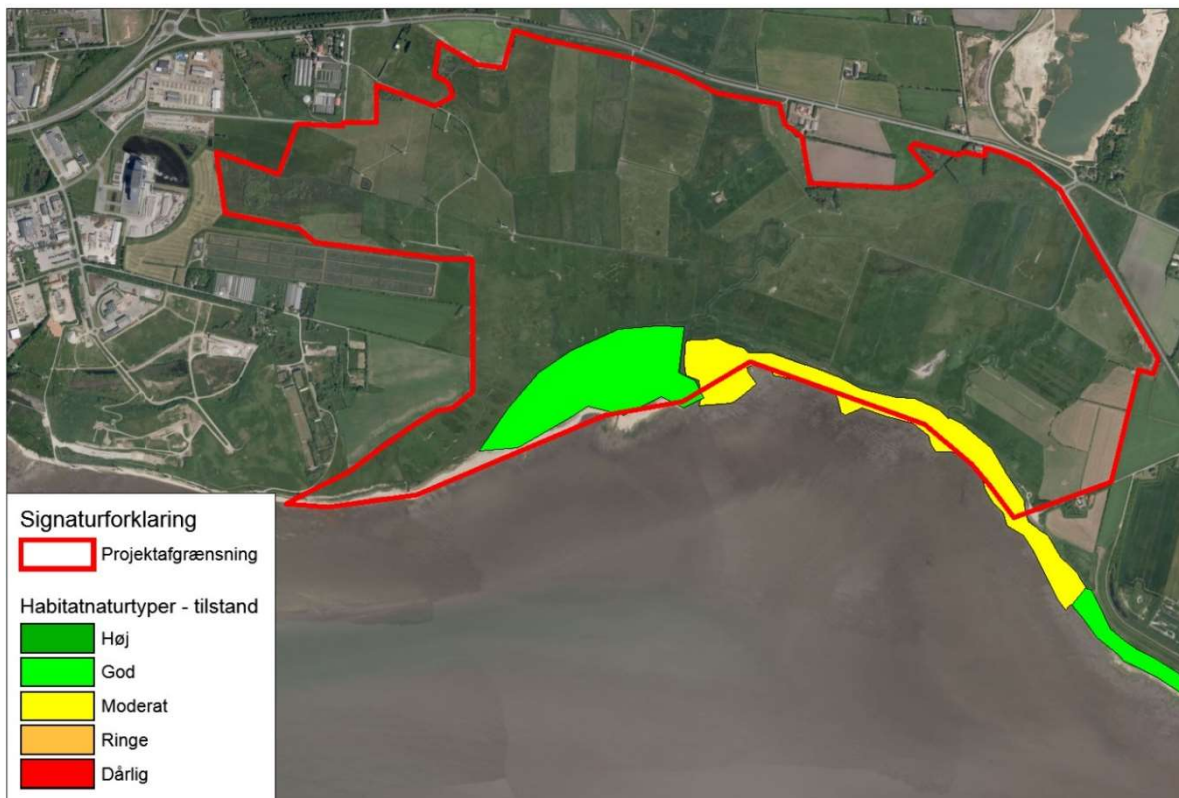 Signaturforklaring
Projektafgrænsning
Habitatnaturtyper - tilstand
Høj
God
Moderat
Ringe
Dårlig